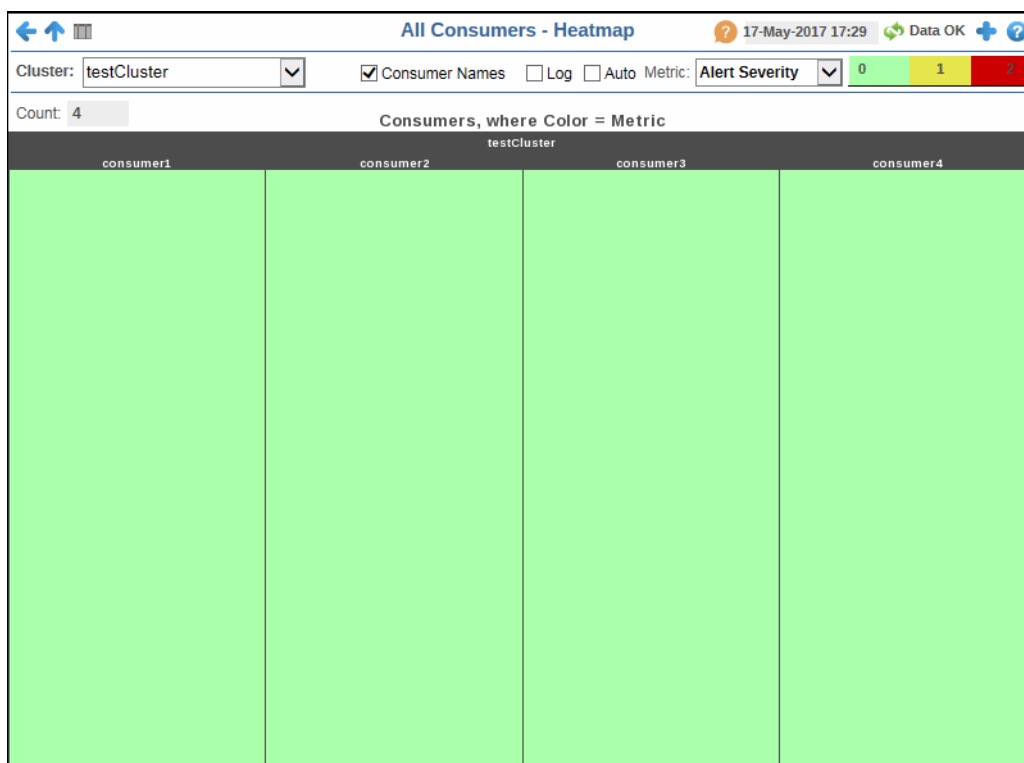 All Consumers - Heatmap ? 17-May-2017 17:29 Data OK ?
Cluster: testCluster Consumer Names Log Auto Metric: Alert Severity 0 1 2
Count: 4
Consumers, where Color = Metric
testCluster
consumer1 consumer2 consumer3 consumer4